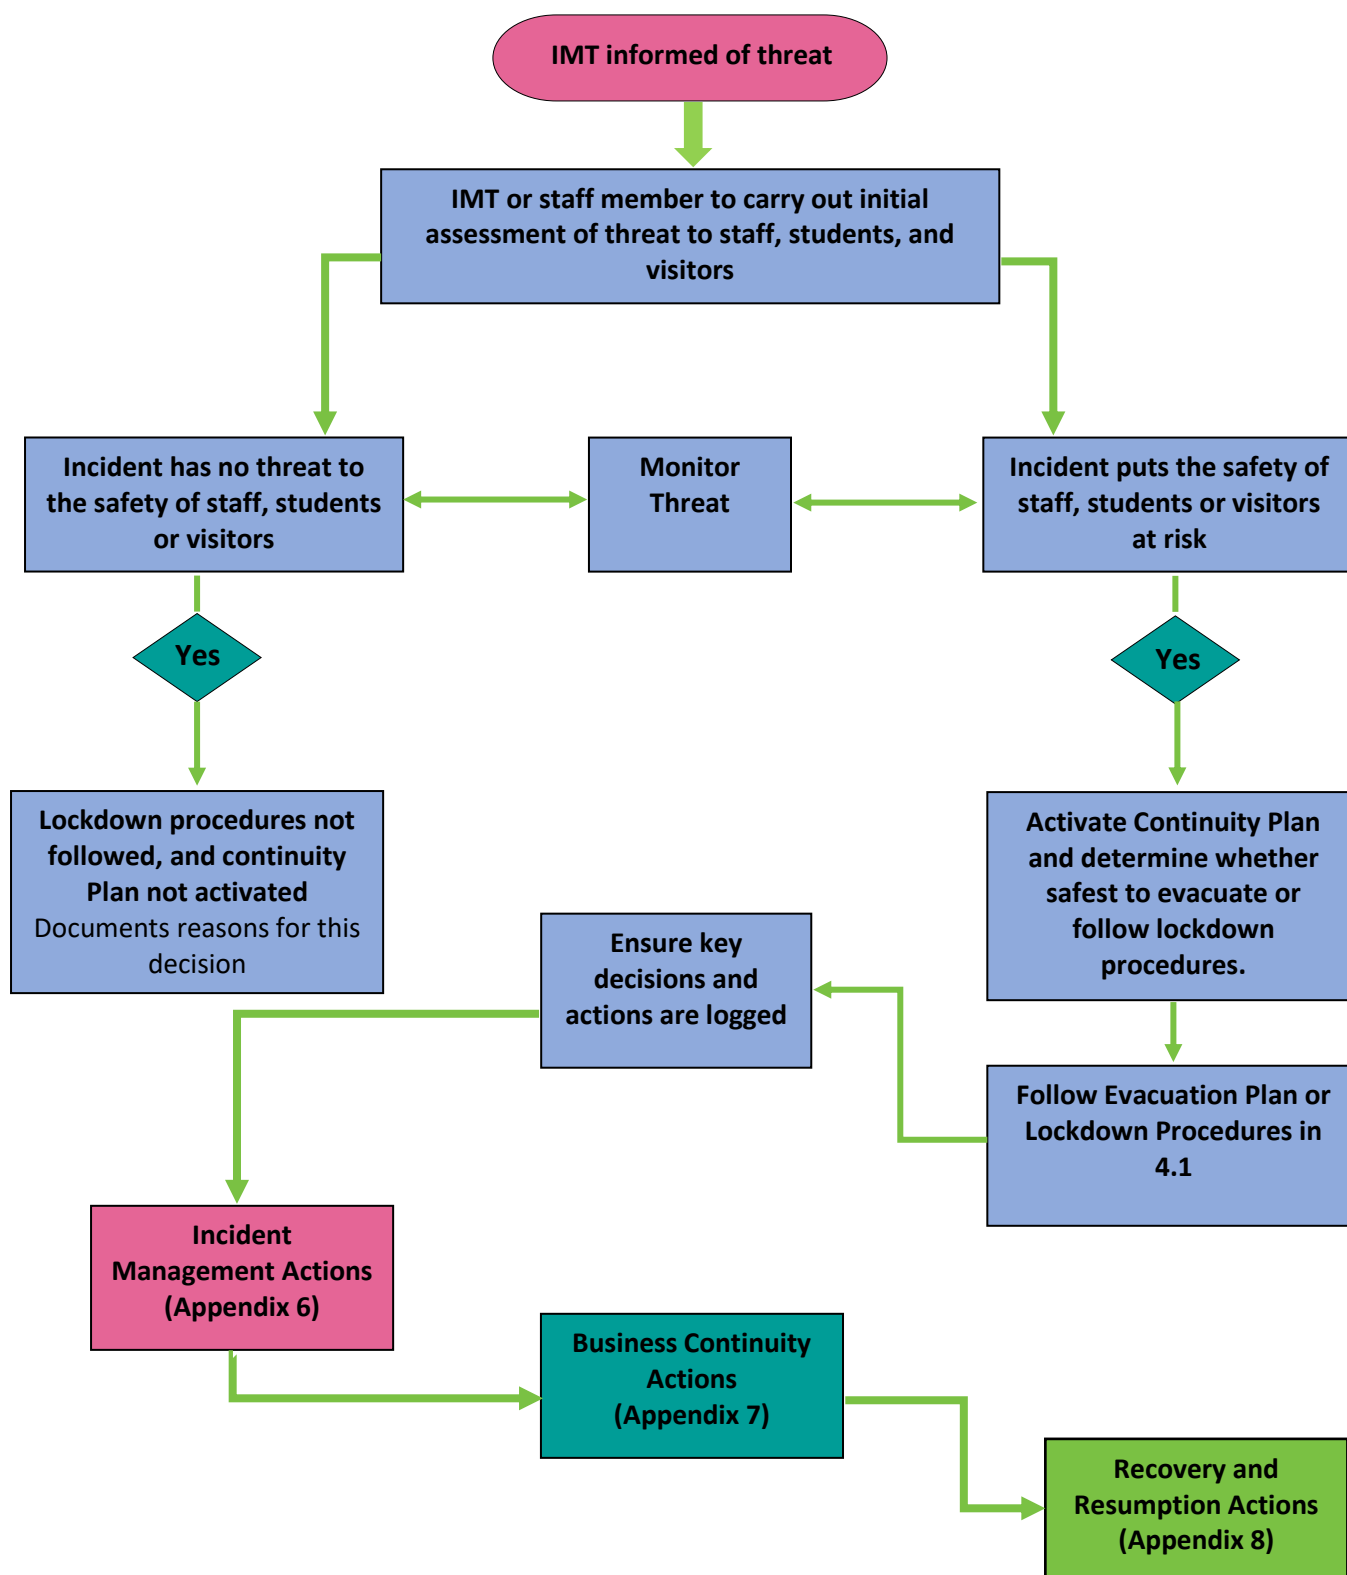 IMT informed of threat
IMT or staff member to carry out initial
assessment of threat to staff, students, and
visitors
Incident has no threat to
the safety of staff, students
or visitors
Monitor
Threat
Incident puts the safety of
staff, students or visitors
at risk
Yes
Yes
Lockdown procedures not
followed, and continuity
Plan not activated
Documents reasons for this
decision
Activate Continuity Plan
and determine whether
safest to evacuate or
follow lockdown
procedures.
Ensure key
decisions and
actions are logged
Follow Evacuation Plan or
Lockdown Procedures in
4.1
Incident
Management Actions
(Appendix 6)
Business Continuity
Actions
(Appendix 7)
Recovery and
Resumption Actions
(Appendix 8)